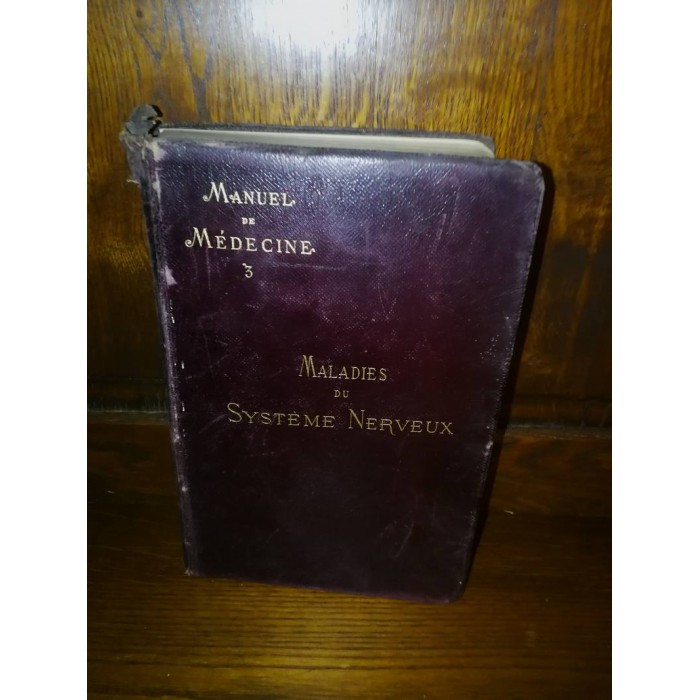 Manuel
de
Médecine
3
Maladies
du
Système Nerveux